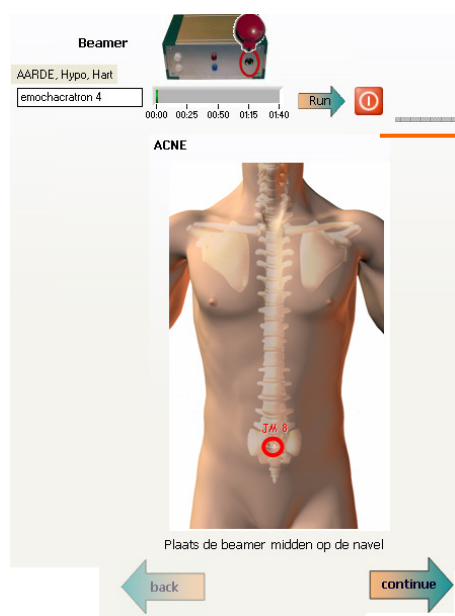 Beamer
AARDE, Hypo, Hart
emochacratron 4
Run
00:00 00:25 00:50 01:15 01:40
ACNE
JM 8
Plaats de beamer midden op de navel
back
continue